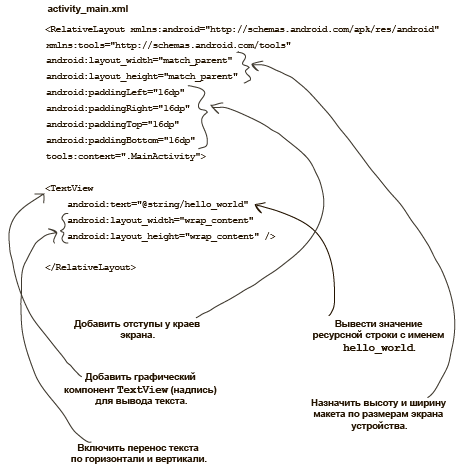 activity_main.xml
<RelativeLayout xmlns:android="http://schemas.android.com/apk/res/android"
xmlns:tools="http://schemas.android.com/tools"
android:layout_width="match_parent"
android:layout_height="match_parent"
android:paddingLeft="16dp"
android:paddingRight="16dp"
android:paddingTop="16dp"
android:paddingBottom="16dp"
tools:context=".MainActivity">
<TextView
android:text="@string/hello_world"
android:layout_width="wrap_content"
android:layout_height="wrap_content" />
</RelativeLayout>
Добавить отступы у краев
экрана.
Вывести значение
ресурсной строки с именем
hello_world.
Добавить графический
компонент TextView (надпись)
для вывода текста.
Назначить высоту и ширину
макета по размерам экрана
устройства.
Включить перенос текста
по горизонтали и вертикали.